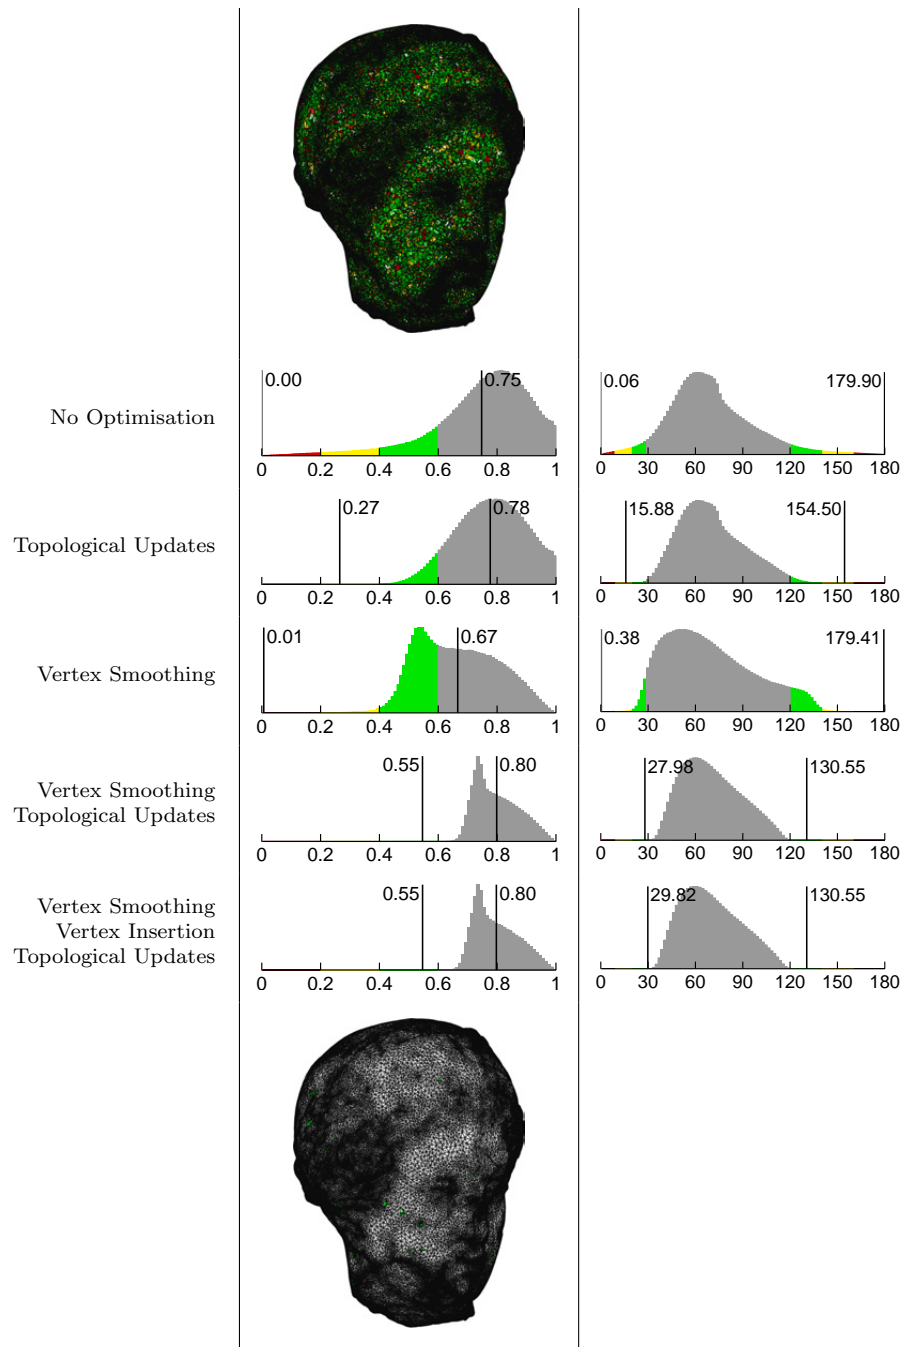 No Optimisation
0.00 0.75
0 0.2 0.4 0.6 0.8 1
0.06 179.90
0 30 60 90 120 150 180
Topological Updates
0.27 0.78
0 0.2 0.4 0.6 0.8 1
15.88 154.50
0 30 60 90 120 150 180
Vertex Smoothing
0.01 0.67
0 0.2 0.4 0.6 0.8 1
0.38 179.41
0 30 60 90 120 150 180
Vertex Smoothing
Topological Updates
0.55 0.80
0 0.2 0.4 0.6 0.8 1
27.98 130.55
0 30 60 90 120 150 180
Vertex Smoothing
Vertex Insertion
Topological Updates
0.55 0.80
0 0.2 0.4 0.6 0.8 1
29.82 130.55
0 30 60 90 120 150 180